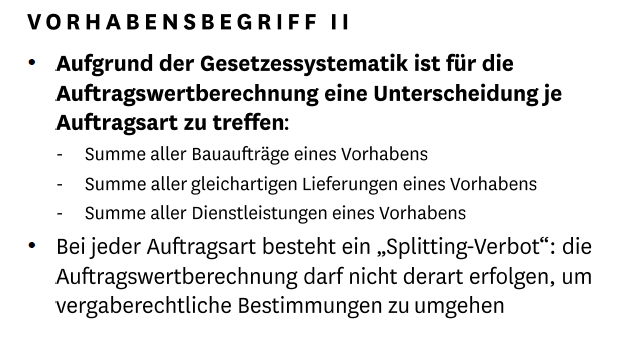 VORHABENSBEGRIFF II
• Aufgrund der Gesetzessystematik ist für die
Auftragswertberechnung eine Unterscheidung je
Auftragsart zu treffen:
- Summe aller Bauaufträge eines Vorhabens
- Summe aller gleichartigen Lieferungen eines Vorhabens
- Summe aller Dienstleistungen eines Vorhabens
• Bei jeder Auftragsart besteht ein „Splitting-Verbot“: die
Auftragswertberechnung darf nicht derart erfolgen, um
vergaberechtliche Bestimmungen zu umgehen